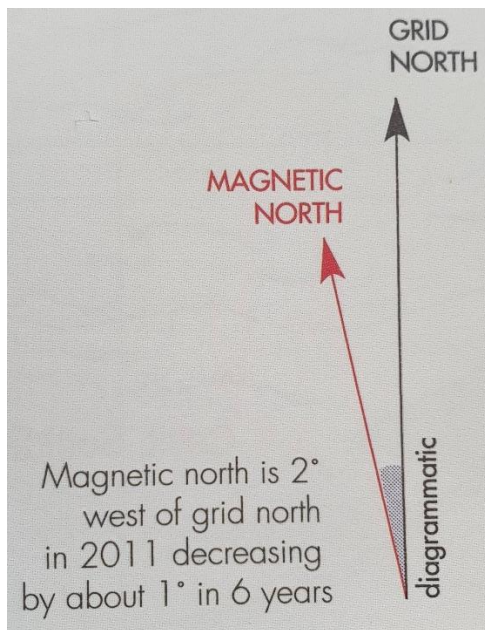 GRID
NORTH
MAGNETIC
NORTH
Magnetic north is 2°
west of grid north
in 2011 decreasing
by about 1° in 6 years
diagrammatic